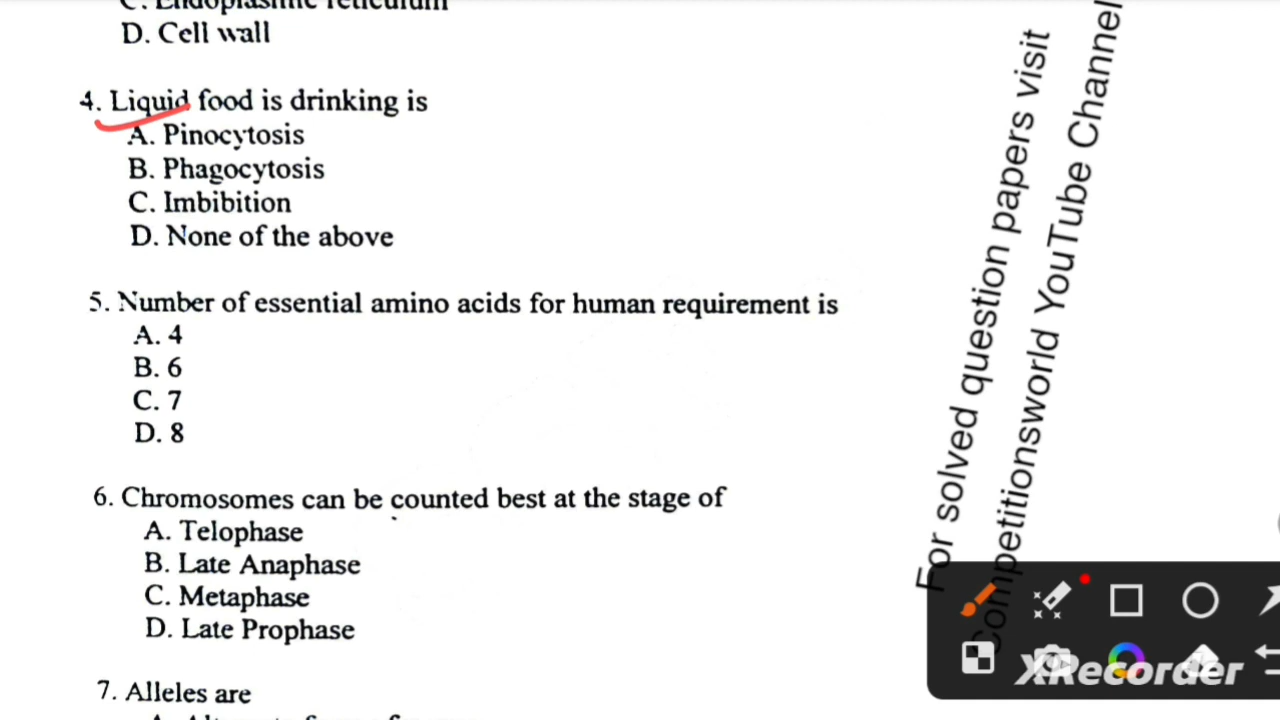 C. Endoplasmic reticulum
D. Cell wall
4. Liquid food is drinking is
A. Pinocytosis
B. Phagocytosis
C. Imbibition
D. None of the above
5. Number of essential amino acids for human requirement is
A. 4
B. 6
C. 7
D. 8
6. Chromosomes can be counted best at the stage of
A. Telophase
B. Late Anaphase
C. Metaphase
D. Late Prophase
7. Alleles are
For solved question papers visit
Competitionsworld YouTube Channel
XRecorder